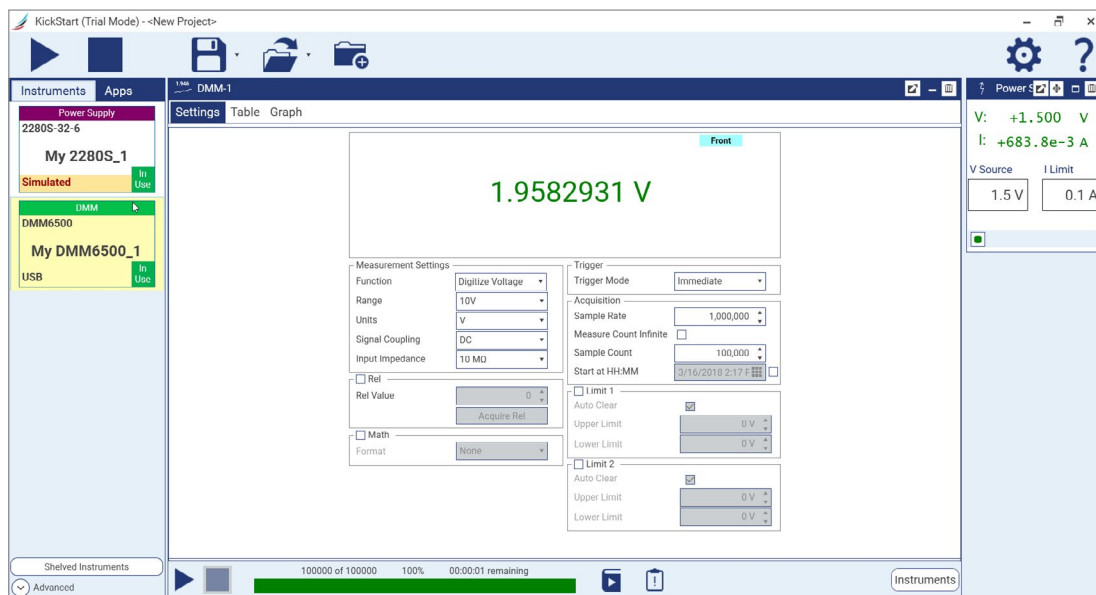 KickStart (Trial Mode) - <New Project>
Instruments Apps
Power Supply
2280S-32-6
My 2280S_1
Simulated
In Use
DMM
DMM6500
My DMM6500_1
USB
In Use
Shelved Instruments
Advanced
DMM-1
Settings Table Graph
Front
1.9582931 V
Measurement Settings
Function Digitize Voltage
Range 10V
Units V
Signal Coupling DC
Input Impedance 10 MΩ
Rel
Rel Value 0
Acquire Rel
Math
Format None
Trigger
Trigger Mode Immediate
Acquisition
Sample Rate 1,000,000
Measure Count Infinite
Sample Count 100,000
Start at HH:MM 3/16/2018 2:17 F
Limit 1
Auto Clear
Upper Limit 0 V
Lower Limit 0 V
Limit 2
Auto Clear
Upper Limit 0 V
Lower Limit 0 V
100000 of 100000 100% 00:00:01 remaining
Instruments
Power S
V: +1.500 V
I: +683.8e-3 A
V Source I Limit
1.5 V 0.1 A